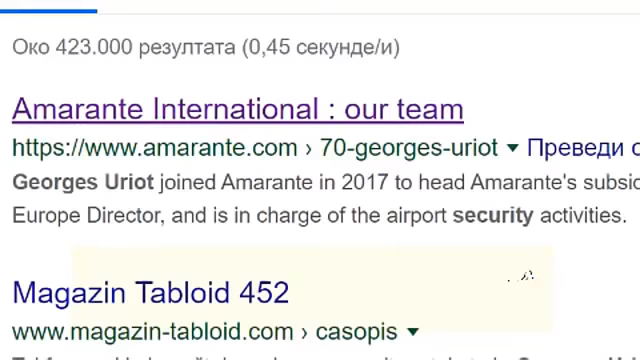 Око 423.000 резултата (0,45 секунде/и)
Amarante International : our team
https://www.amarante.com › 70-georges-uriot ▼ Преведи
Georges Uriot joined Amarante in 2017 to head Amarante's
Europe Director, and is in charge of the airport security activities.
Magazin Tabloid 452
www.magazin-tabloid.com › casopis ▼